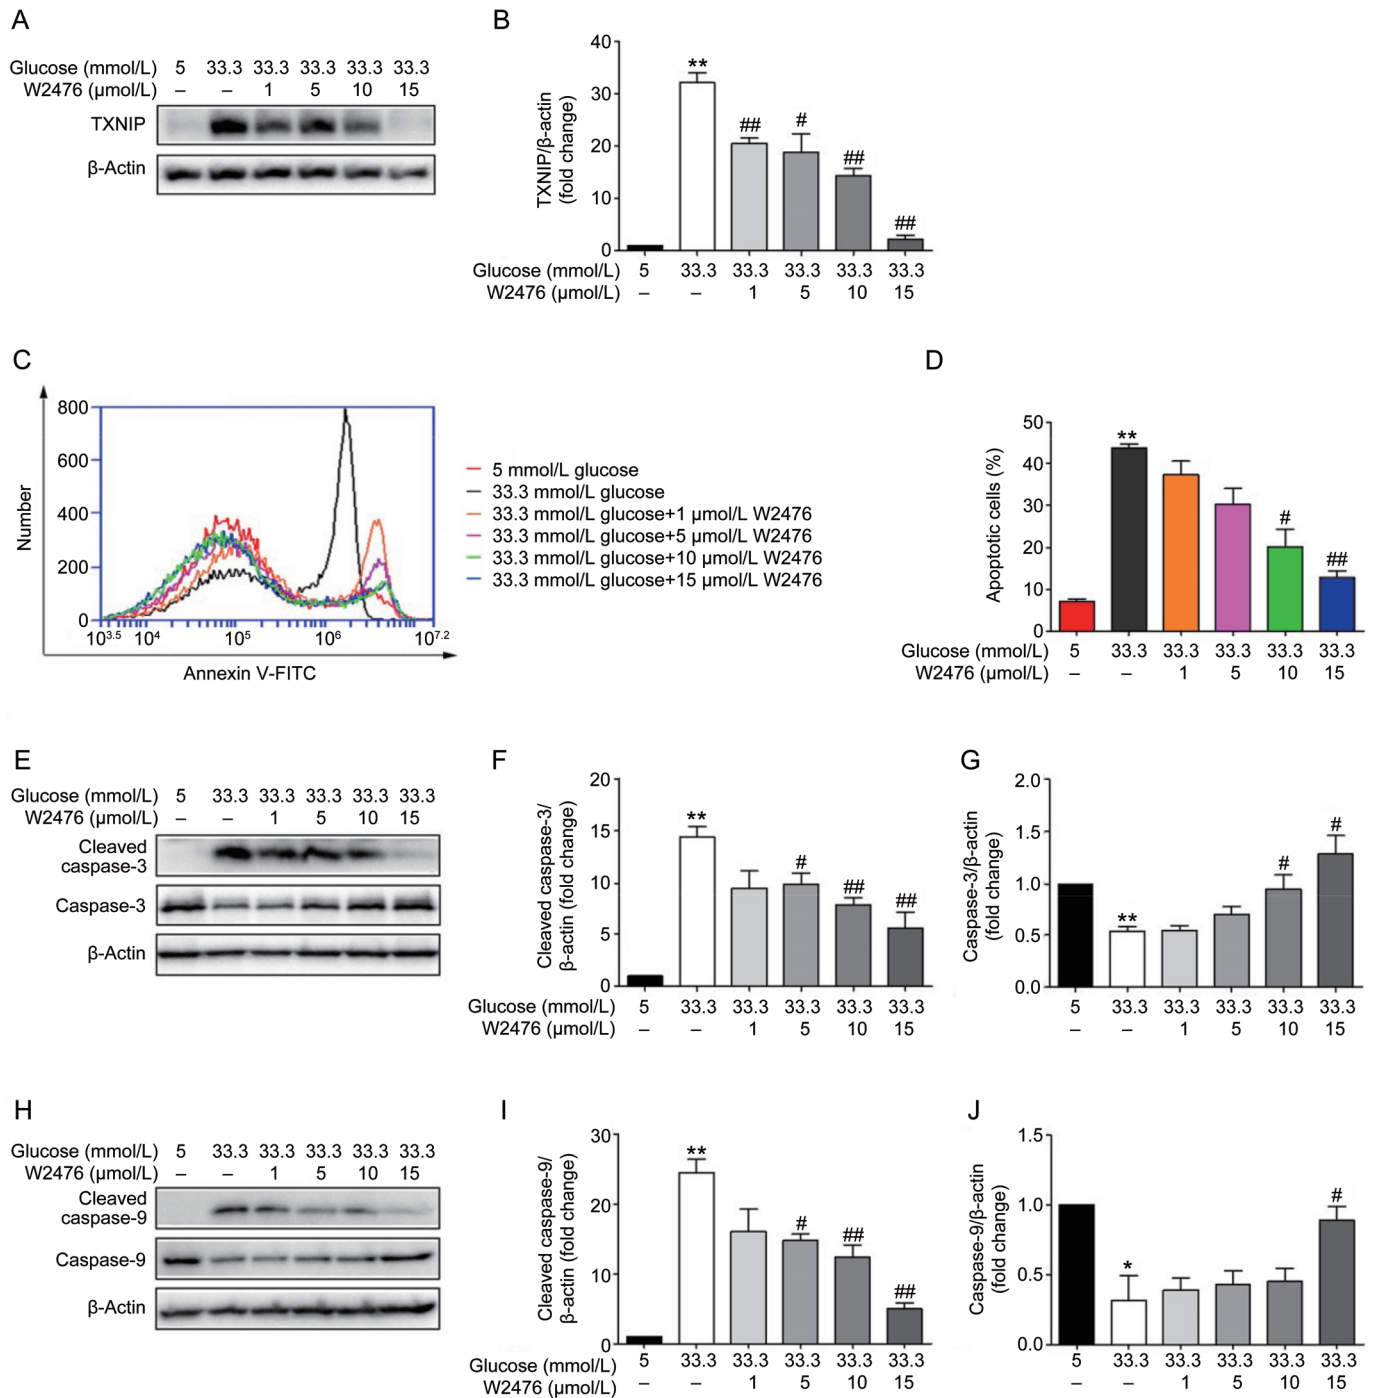 A
Glucose (mmol/L) 5 33.3 33.3 33.3 33.3 33.3
W2476 (μmol/L) – – 1 5 10 15
TXNIP
β-Actin
B
TXNIP/β-actin
(fold change)
40
30
20
10
0
** ## # ## ##
Glucose (mmol/L) 5 33.3 33.3 33.3 33.3 33.3
W2476 (μmol/L) – – 1 5 10 15
C
Number
800
600
400
200
0
10^3.5 10^4 10^5 10^6 10^7.2
Annexin V-FITC
5 mmol/L glucose
33.3 mmol/L glucose
33.3 mmol/L glucose+1 μmol/L W2476
33.3 mmol/L glucose+5 μmol/L W2476
33.3 mmol/L glucose+10 μmol/L W2476
33.3 mmol/L glucose+15 μmol/L W2476
D
Apoptotic cells (%)
50
40
30
20
10
0
** # ##
Glucose (mmol/L) 5 33.3 33.3 33.3 33.3 33.3
W2476 (μmol/L) – – 1 5 10 15
E
Glucose (mmol/L) 5 33.3 33.3 33.3 33.3 33.3
W2476 (μmol/L) – – 1 5 10 15
Cleaved
caspase-3
Caspase-3
β-Actin
F
Cleaved caspase-3/
β-actin (fold change)
20
15
10
5
0
** # ## ##
Glucose (mmol/L) 5 33.3 33.3 33.3 33.3 33.3
W2476 (μmol/L) – – 1 5 10 15
G
Caspase-3/β-actin
(fold change)
2.0
1.5
1.0
0.5
0.0
** # #
5 33.3 33.3 33.3 33.3 33.3
– – 1 5 10 15
H
Glucose (mmol/L) 5 33.3 33.3 33.3 33.3 33.3
W2476 (μmol/L) – – 1 5 10 15
Cleaved
caspase-9
Caspase-9
β-Actin
I
Cleaved caspase-9/
β-actin (fold change)
30
20
10
0
** # ## ##
Glucose (mmol/L) 5 33.3 33.3 33.3 33.3 33.3
W2476 (μmol/L) – – 1 5 10 15
J
Caspase-9/β-actin
(fold change)
1.5
1.0
0.5
0.0
* #
5 33.3 33.3 33.3 33.3 33.3
– – 1 5 10 15